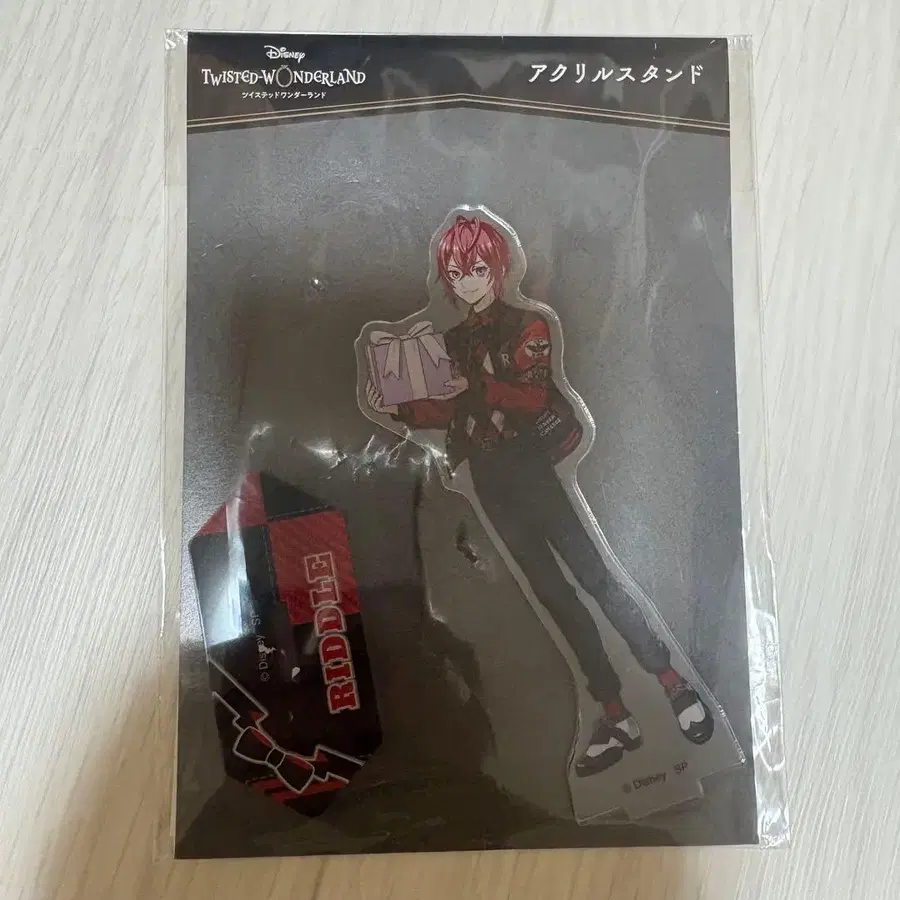 Disney
TWISTED-WONDERLAND
ツイステッドワンダーランド
アクリルスタンド
R
RIDDLE
© Disney SP
© Disney SP